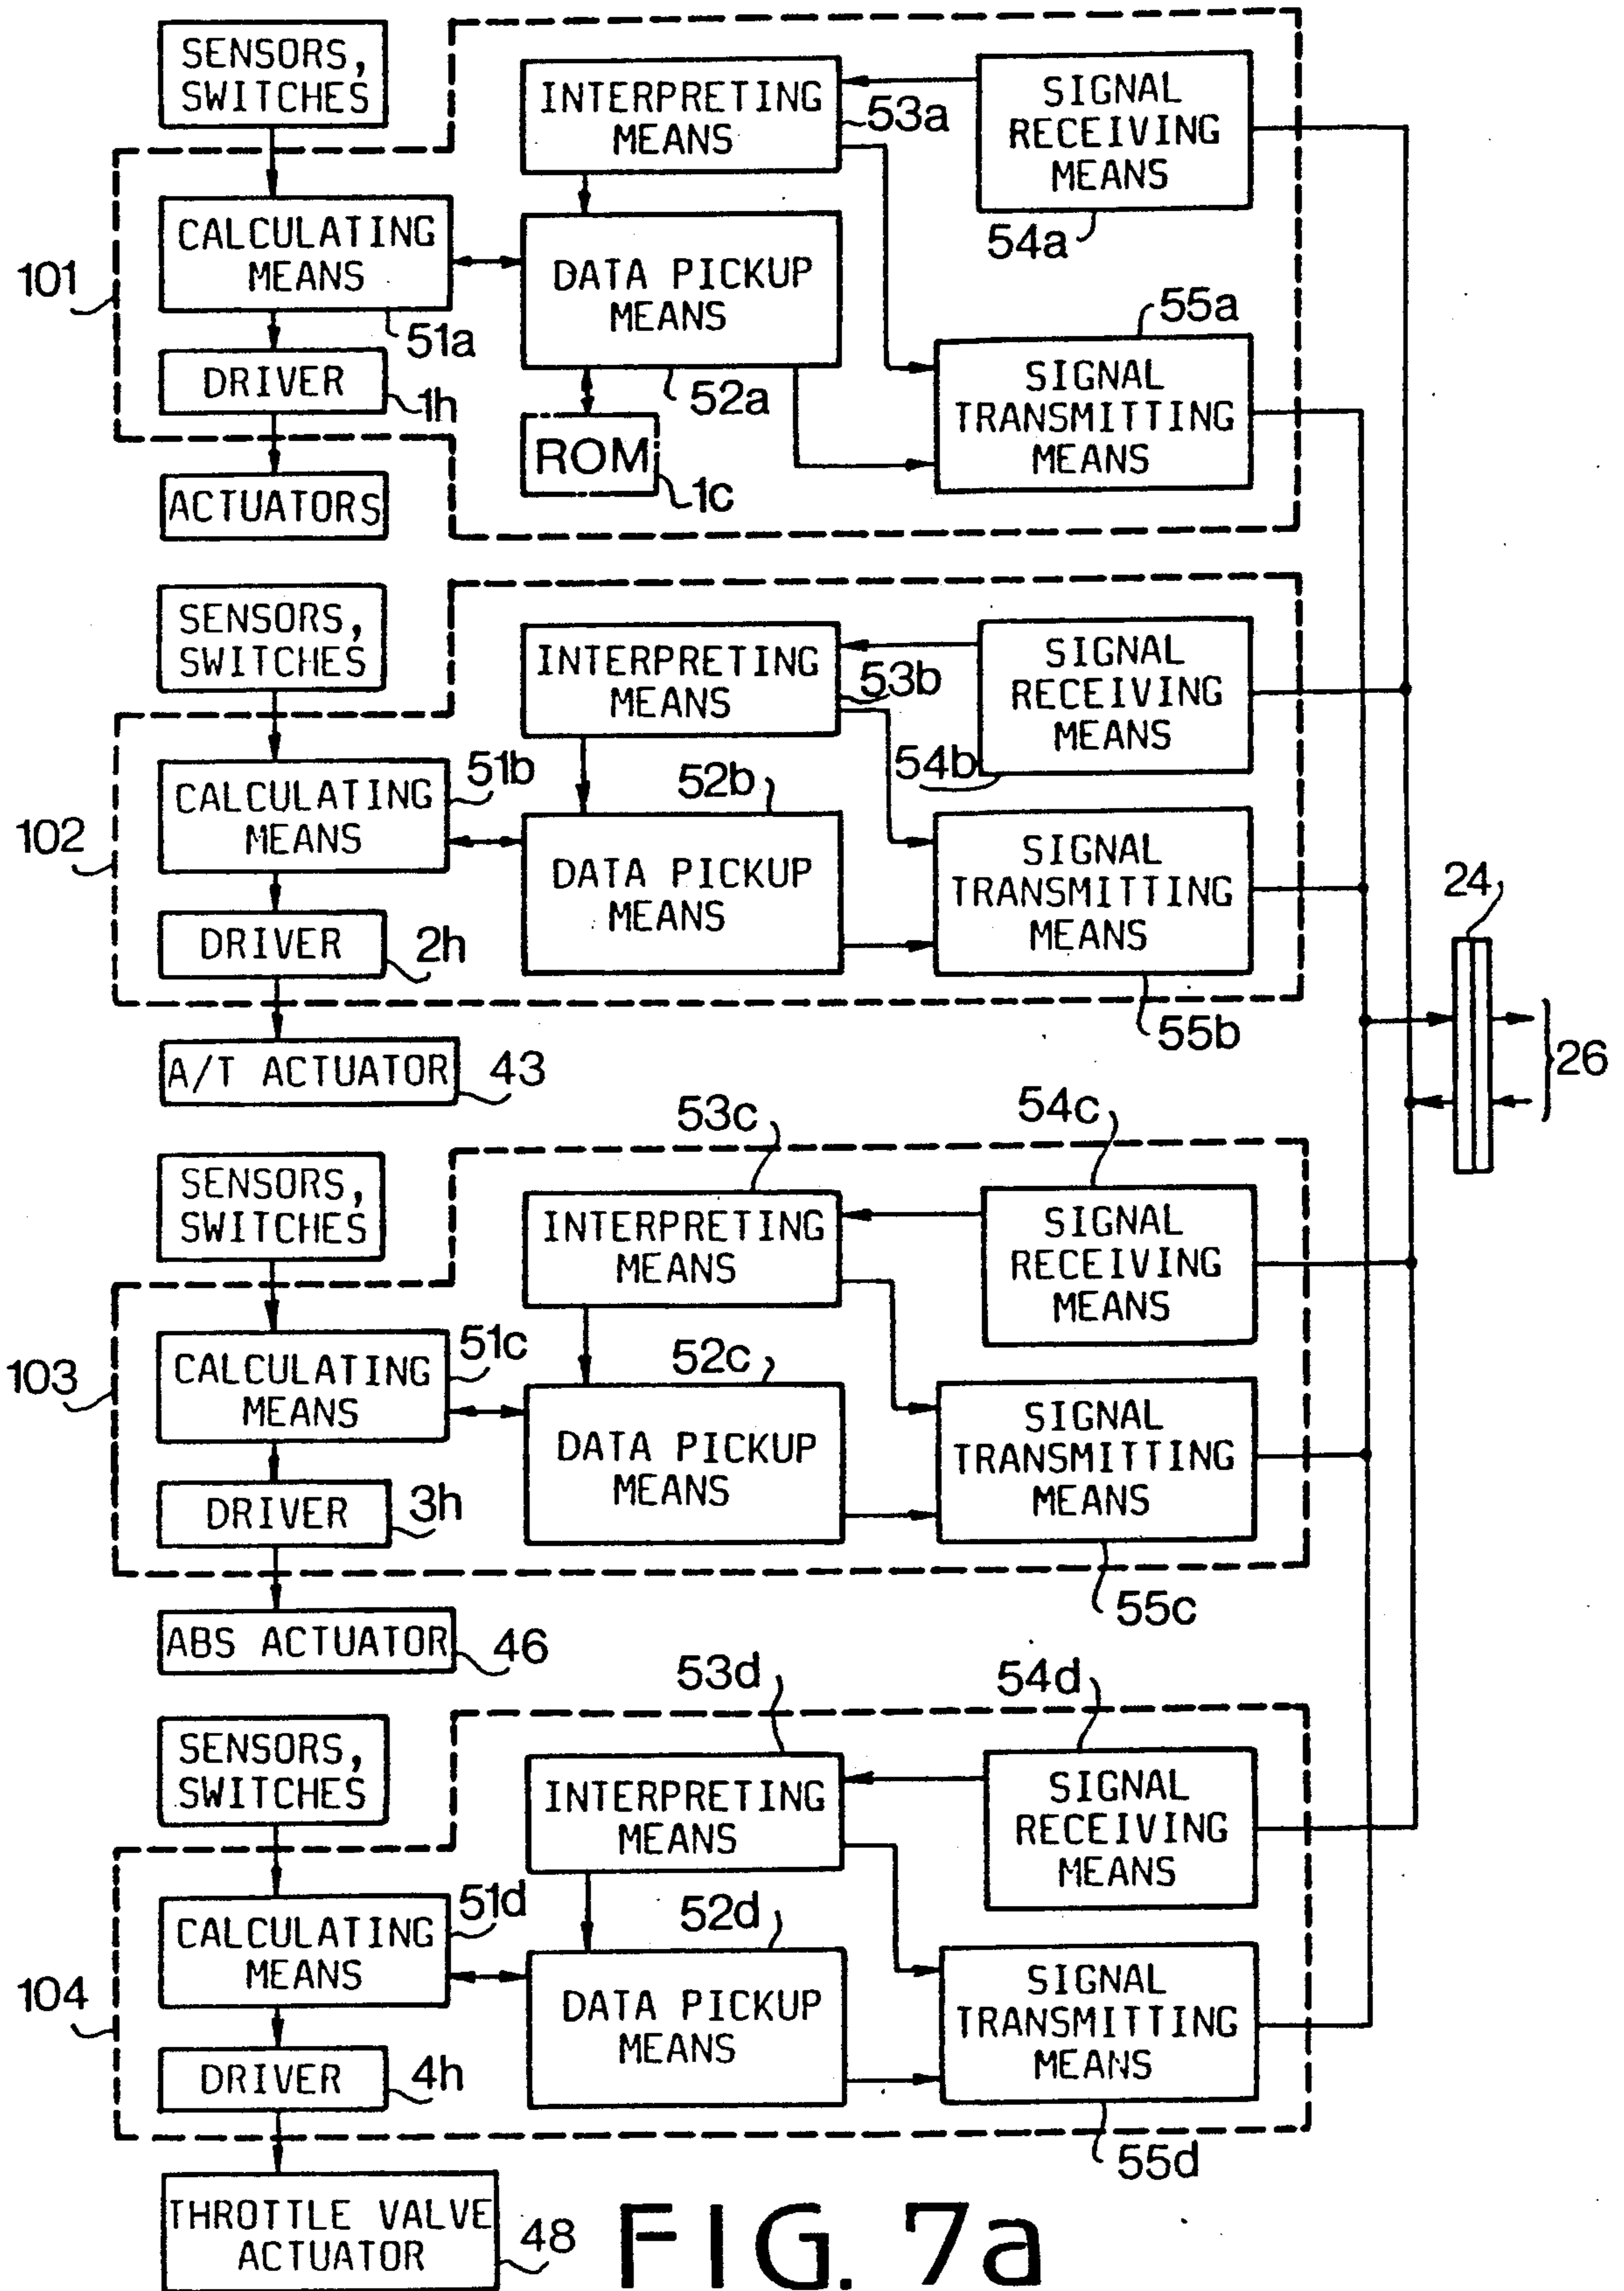 SENSORS,
SWITCHES
INTERPRETING
MEANS
53a
SIGNAL
RECEIVING
MEANS
54a
101
CALCULATING
MEANS
51a
DATA PICKUP
MEANS
52a
55a
SIGNAL
TRANSMITTING
MEANS
DRIVER
1h
ROM
1c
ACTUATORS
SENSORS,
SWITCHES
INTERPRETING
MEANS
53b
SIGNAL
RECEIVING
MEANS
54b
102
CALCULATING
MEANS
51b
52b
DATA PICKUP
MEANS
SIGNAL
TRANSMITTING
MEANS
55b
DRIVER
2h
A/T ACTUATOR
43
24
26
SENSORS,
SWITCHES
53c
INTERPRETING
MEANS
54c
SIGNAL
RECEIVING
MEANS
103
CALCULATING
MEANS
51c
52c
DATA PICKUP
MEANS
SIGNAL
TRANSMITTING
MEANS
55c
DRIVER
3h
ABS ACTUATOR
46
SENSORS,
SWITCHES
53d
INTERPRETING
MEANS
54d
SIGNAL
RECEIVING
MEANS
104
CALCULATING
MEANS
51d
52d
DATA PICKUP
MEANS
SIGNAL
TRANSMITTING
MEANS
55d
DRIVER
4h
THROTTLE VALVE
ACTUATOR
48
FIG. 7a